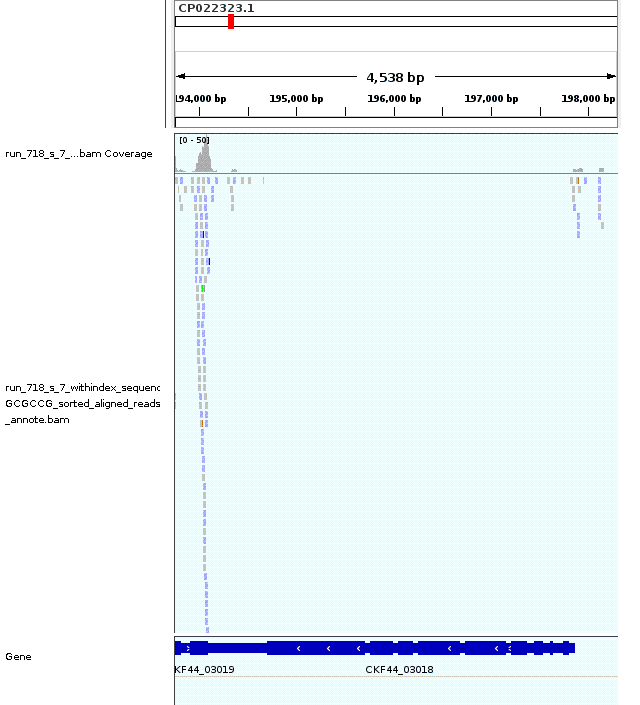 CP022323.1
4,538 bp
194,000 bp 195,000 bp 196,000 bp 197,000 bp 198,000 bp
[0 - 50]
run_718_s_7_...bam Coverage
run_718_s_7_withindex_sequenc
GCGCCG_sorted_aligned_reads
_annote.bam
Gene
KF44_03019 CKF44_03018